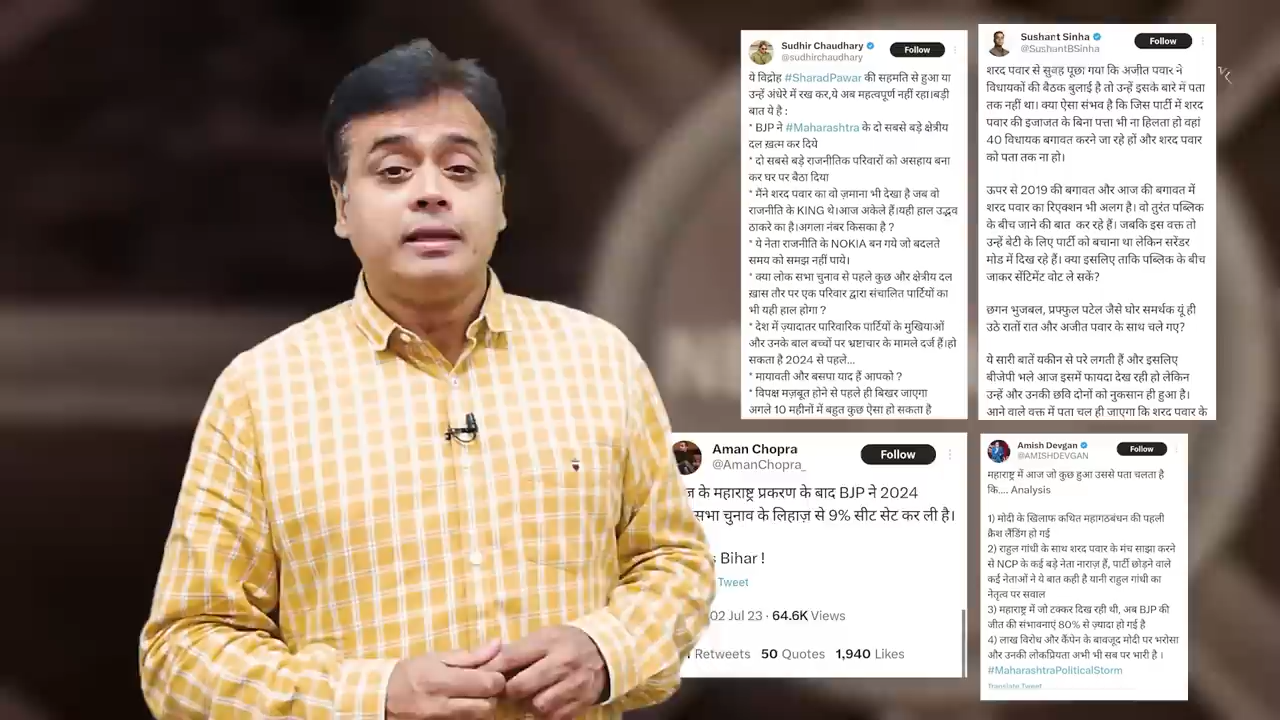 Sudhir Chaudhary
@sudhirchaudhary
Follow
ये विद्रोह #SharadPawar की सहमति से हुआ या
उन्हें अंधेरे में रख कर,ये अब महत्वपूर्ण नहीं रहा।बड़ी
बात ये है :
* BJP ने #Maharashtra के दो सबसे बड़े क्षेत्रीय
दल ख़त्म कर दिये
* दो सबसे बड़े राजनीतिक परिवारों को असहाय बना
कर घर पर बैठा दिया
* मैंने शरद पवार का वो ज़माना भी देखा है जब वो
राजनीति के KING थे।आज अकेले हैं।यही हाल उद्धव
ठाकरे का है।अगला नंबर किसका है ?
* ये नेता राजनीति के NOKIA बन गये जो बदलते
समय को समझ नहीं पाये।
* क्या लोक सभा चुनाव से पहले कुछ और क्षेत्रीय दल
ख़ास तौर पर एक परिवार द्वारा संचालित पार्टियों का
भी यही हाल होगा ?
* देश में ज़्यादातर पारिवारिक पार्टियों के मुखियाओं
और उनके बाल बच्चों पर भ्रष्टाचार के मामले दर्ज हैं।हो
सकता है 2024 से पहले...
* मायावती और बसपा याद हैं आपको ?
* विपक्ष मज़बूत होने से पहले ही बिखर जाएगा
अगले 10 महीनों में बहुत कुछ ऐसा हो सकता है
Sushant Sinha
@SushantBSinha
Follow
शरद पवार से सुबह पूछा गया कि अजीत पवार ने
विधायकों की बैठक बुलाई है तो उन्हें इसके बारे में पता
तक नहीं था। क्या ऐसा संभव है कि जिस पार्टी में शरद
पवार की इजाजत के बिना पत्ता भी ना हिलता हो वहां
40 विधायक बगावत करने जा रहे हों और शरद पवार
को पता तक ना हो।
ऊपर से 2019 की बगावत और आज की बगावत में
शरद पवार का रिएक्शन भी अलग है। वो तुरंत पब्लिक
के बीच जाने की बात कर रहे हैं। जबकि इस वक्त तो
उन्हें बेटी के लिए पार्टी को बचाना था लेकिन सरेंडर
मोड में दिख रहे हैं। क्या इसलिए ताकि पब्लिक के बीच
जाकर सेंटिमेंट वोट ले सकें?
छगन भुजबल, प्रफ्फुल पटेल जैसे घोर समर्थक यूं ही
उठे रातों रात और अजीत पवार के साथ चले गए?
ये सारी बातें यकीन से परे लगती हैं और इसलिए
बीजेपी भले आज इसमें फायदा देख रही हो लेकिन
उन्हें और उनकी छवि दोनों को नुकसान ही हुआ है।
आने वाले वक्त में पता चल ही जाएगा कि शरद पवार के
Aman Chopra
@AmanChopra_
Follow
ज के महाराष्ट्र प्रकरण के बाद BJP ने 2024
सभा चुनाव के लिहाज़ से 9% सीट सेट कर ली है।
s Bihar !
Tweet
02 Jul 23 · 64.6K Views
Retweets 50 Quotes 1,940 Likes
Amish Devgan
@AMISHDEVGAN
Follow
महाराष्ट्र में आज जो कुछ हुआ उससे पता चलता है
कि.... Analysis
1) मोदी के खिलाफ कथित महागठबंधन की पहली
क्रैश लैंडिंग हो गई
2) राहुल गांधी के साथ शरद पवार के मंच साझा करने
से NCP के कई बड़े नेता नाराज़ हैं, पार्टी छोड़ने वाले
कई नेताओं ने ये बात कही है यानी राहुल गांधी का
नेतृत्व पर सवाल
3) महाराष्ट्र में जो टक्कर दिख रही थी, अब BJP की
जीत की संभावनाएं 80% से ज़्यादा हो गई है
4) लाख विरोध और कैंपेन के बावजूद मोदी पर भरोसा
और उनकी लोकप्रियता अभी भी सब पर भारी है ।
#MaharashtraPoliticalStorm
Translate Tweet